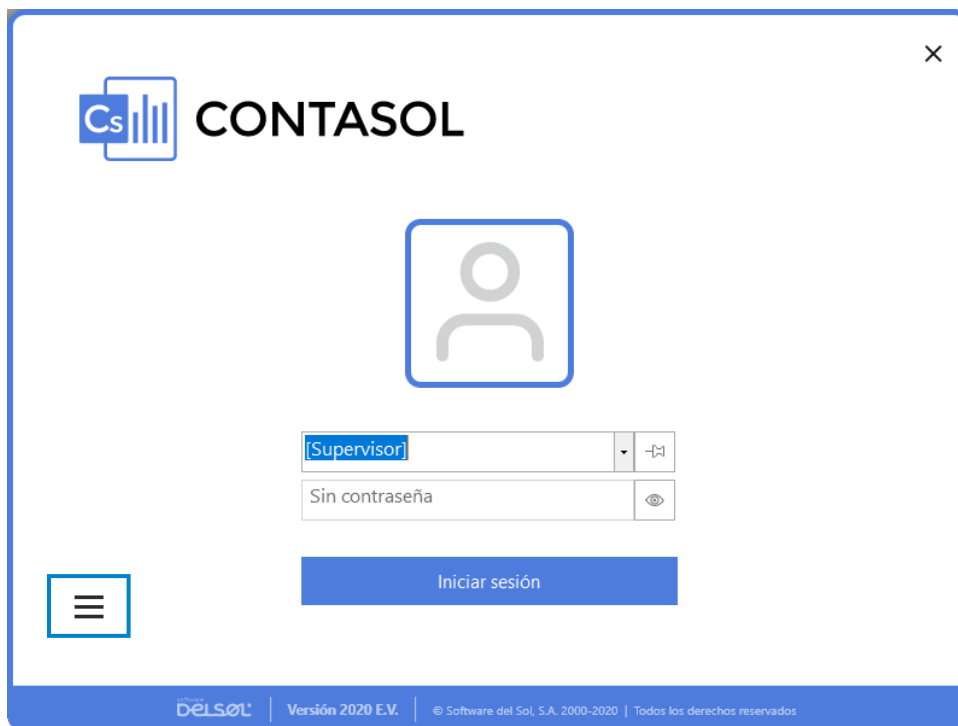 Cs CONTASOL
[Supervisor]
Sin contraseña
Iniciar sesión
software DELSOL Versión 2020 E.V. © Software del Sol, S.A. 2000-2020 | Todos los derechos reservados